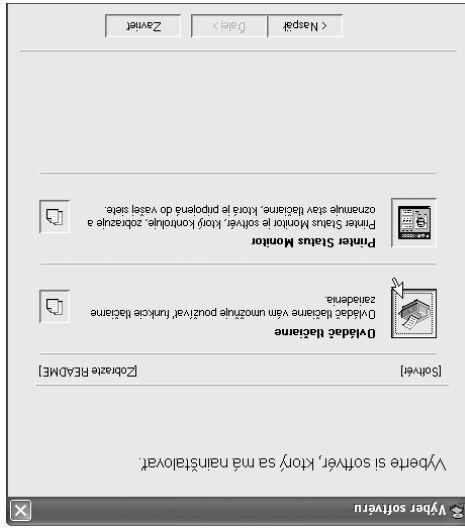 Výber softvéru
Vyberte si softvér, ktorý sa má nainštalovať.
[Softvér] [Zobrazte README]
Ovládač tlačiarne
Ovládač tlačiarne vám umožňuje používať funkcie tlačiarne
zariadenia.
Printer Status Monitor
Printer Status Monitor je softvér, ktorý kontroluje, zobrazuje a
oznamuje stav tlačiarne, ktorá je pripojená do vašej siete.
< Naspäť Ďalej > Zavrieť